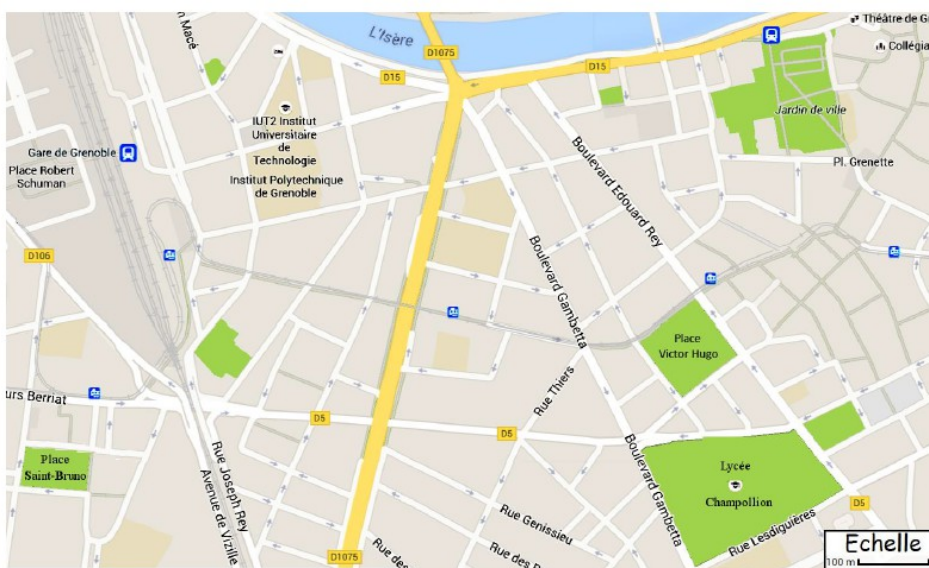 n Macé
L'Isère
D1075
D15
D15
Théâtre de G
Collégia
Jardin de ville
IUT2 Institut
Universitaire
de
Technologie
Institut Polytechnique
de Grenoble
Gare de Grenoble
Place Robert
Schuman
Pl. Grenette
Boulevard Edouard Rey
Boulevard Gambetta
D106
Place
Victor Hugo
Rue Thiers
urs Berriat
D5
D5
Place
Saint-Bruno
Rue Joseph Rey
Avenue de Vizille
Boulevard Gambetta
Lycée
Champollion
Rue Lesdiguières
D5
Rue Genissieu
Rue des
Rue des
D1075
Echelle
100 m